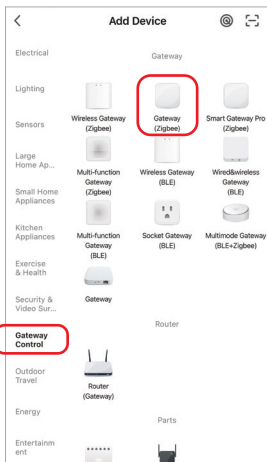 Add Device
Electrical
Lighting
Sensors
Large
Home Ap...
Small Home
Appliances
Kitchen
Appliances
Exercise
& Health
Security &
Video Sur...
Gateway
Control
Outdoor
Travel
Energy
Entertainm
ent
Gateway
Wireless Gateway
(Zigbee)
Gateway
(Zigbee)
Smart Gateway Pro
(Zigbee)
Multi-function
Gateway
(Zigbee)
Wireless Gateway
(BLE)
Wired&wireless
Gateway
(BLE)
Multi-function
Gateway
(BLE)
Socket Gateway
(BLE)
Multimode Gateway
(BLE+Zigbee)
Gateway
Router
Router
(Gateway)
Parts